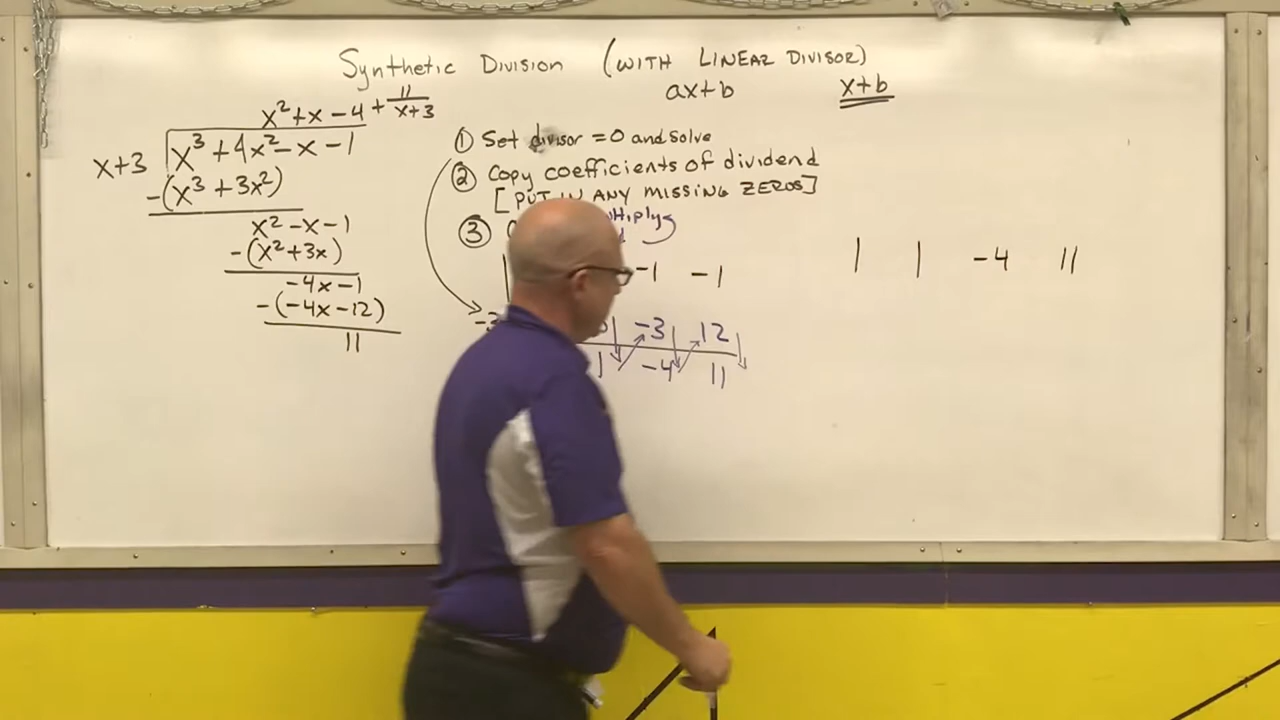 Synthetic Division (WITH LINEAR DIVISOR)
ax+b x+b
x² + x - 4 + 11/(x+3)
x+3 x³ + 4x² - x - 1
-(x³ + 3x²)
x² - x - 1
-(x² + 3x)
-4x - 1
-(-4x - 12)
11
① Set divisor = 0 and solve
② Copy coefficients of dividend
[PUT IN ANY MISSING ZEROS]
③
-1 -1
-3 12
1 -4 11
1 1 -4 11